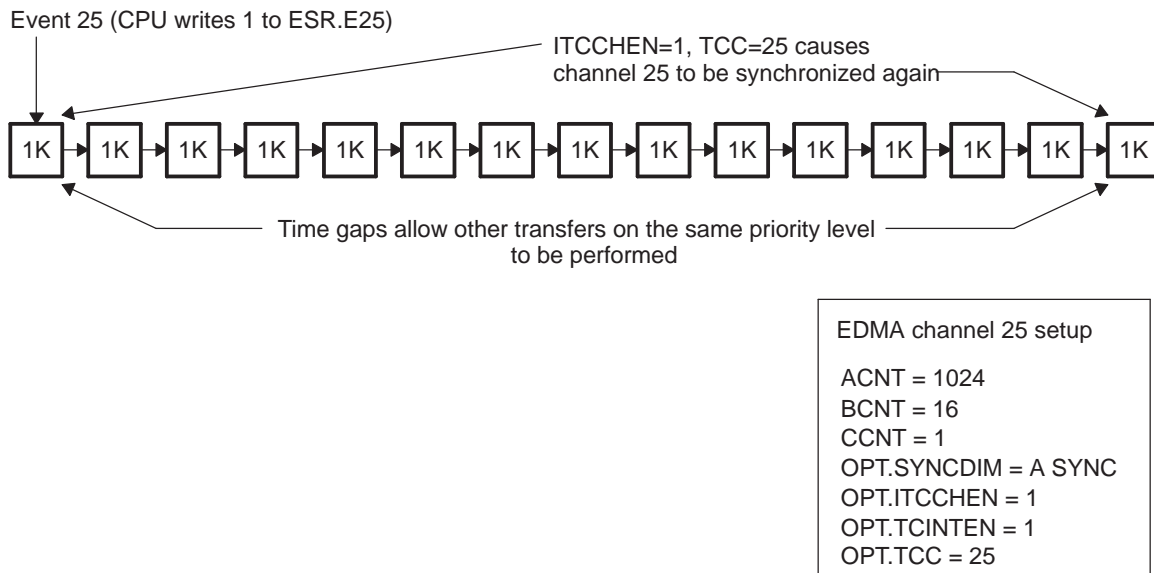 Event 25 (CPU writes 1 to ESR.E25)
ITCCHEN=1, TCC=25 causes
channel 25 to be synchronized again
1K 1K 1K 1K 1K 1K 1K 1K 1K 1K 1K 1K 1K 1K 1K
Time gaps allow other transfers on the same priority level
to be performed
EDMA channel 25 setup
ACNT = 1024
BCNT = 16
CCNT = 1
OPT.SYNCDIM = A SYNC
OPT.ITCCHEN = 1
OPT.TCINTEN = 1
OPT.TCC = 25